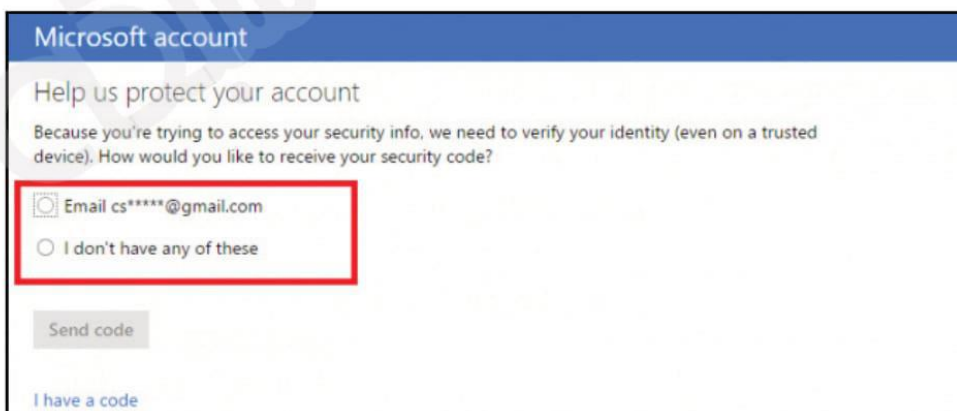 Microsoft account
Help us protect your account
Because you're trying to access your security info, we need to verify your identity (even on a trusted
device). How would you like to receive your security code?
Email cs*****@gmail.com
I don't have any of these
Send code
I have a code